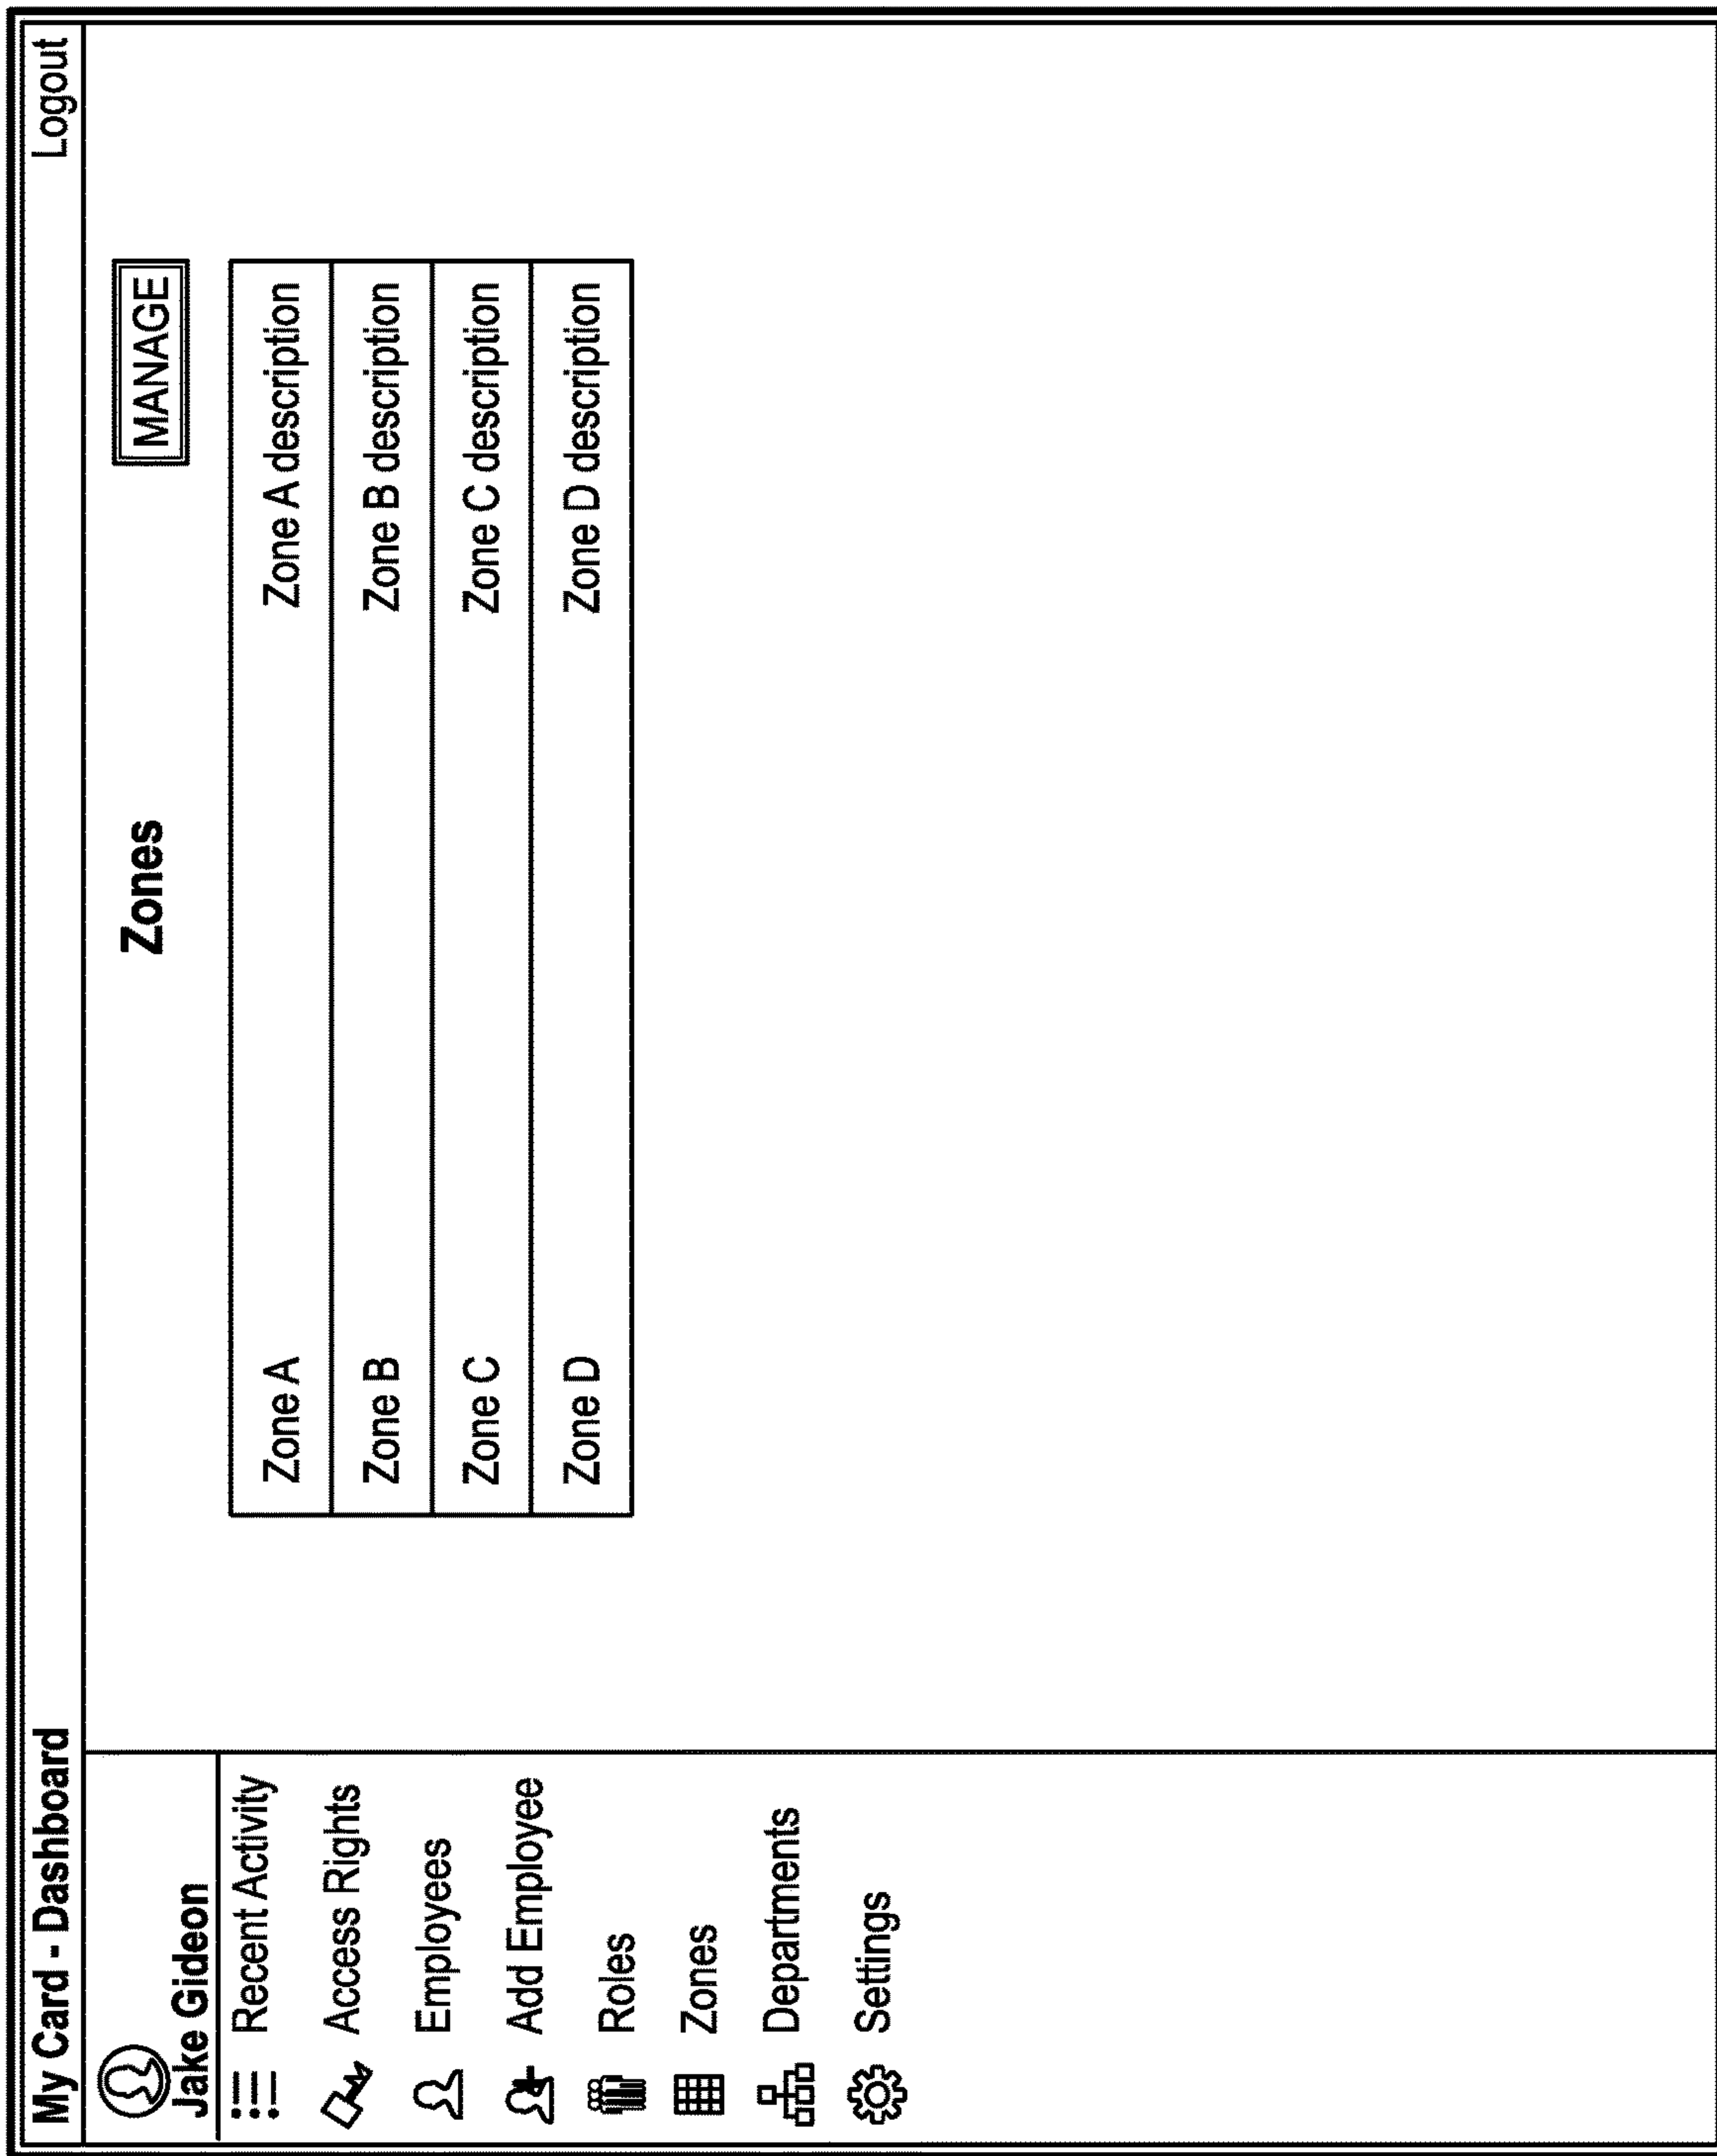 My Card - Dashboard Logout
Jake Gideon
Recent Activity
Access Rights
Employees
Add Employee
Roles
Zones
Departments
Settings
Zones MANAGE
Zone A Zone A description
Zone B Zone B description
Zone C Zone C description
Zone D Zone D description